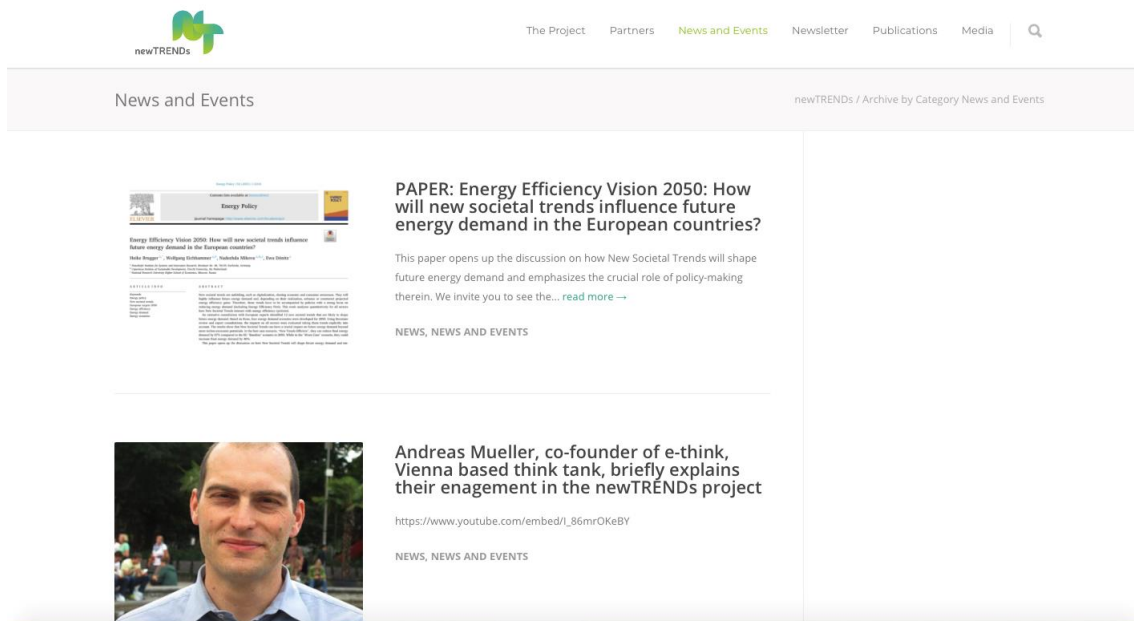 newTRENDs
The Project Partners News and Events Newsletter Publications Media
News and Events
newTRENDs / Archive by Category News and Events
Energy Policy
ELSEVIER
Energy Efficiency Vision 2050: How will new societal trends influence
future energy demand in the European countries?
PAPER: Energy Efficiency Vision 2050: How
will new societal trends influence future
energy demand in the European countries?
This paper opens up the discussion on how New Societal Trends will shape
future energy demand and emphasizes the crucial role of policy-making
therein. We invite you to see the... read more →
NEWS, NEWS AND EVENTS
Andreas Mueller, co-founder of e-think,
Vienna based think tank, briefly explains
their enagement in the newTRENDs project
https://www.youtube.com/embed/I_86mrOKeBY
NEWS, NEWS AND EVENTS